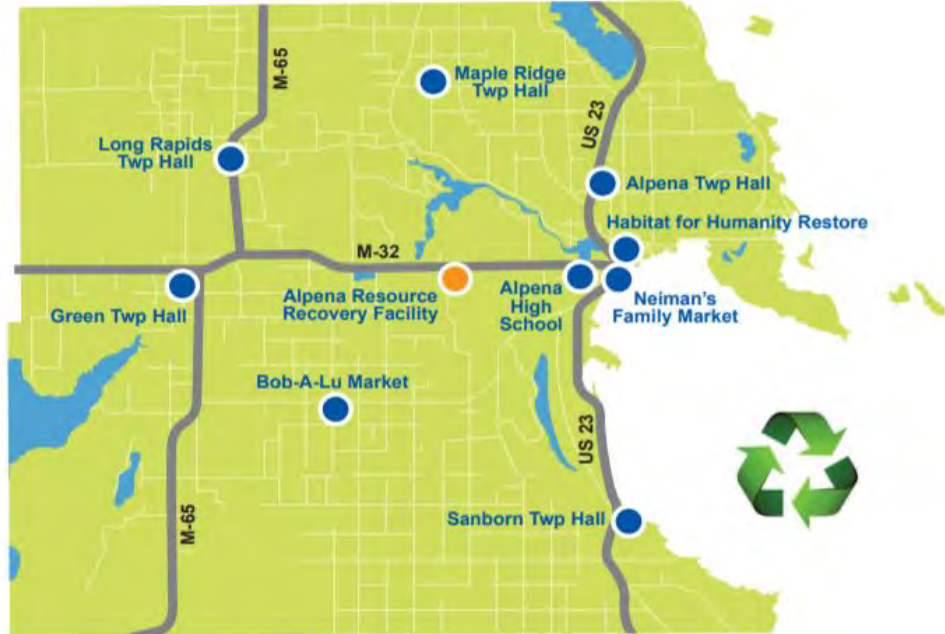 M-65
Maple Ridge
Twp Hall
US 23
Long Rapids
Twp Hall
Alpena Twp Hall
Habitat for Humanity Restore
M-32
Green Twp Hall
Alpena Resource
Recovery Facility
Alpena
High
School
Neiman's
Family Market
Bob-A-Lu Market
US 23
M-65
Sanborn Twp Hall